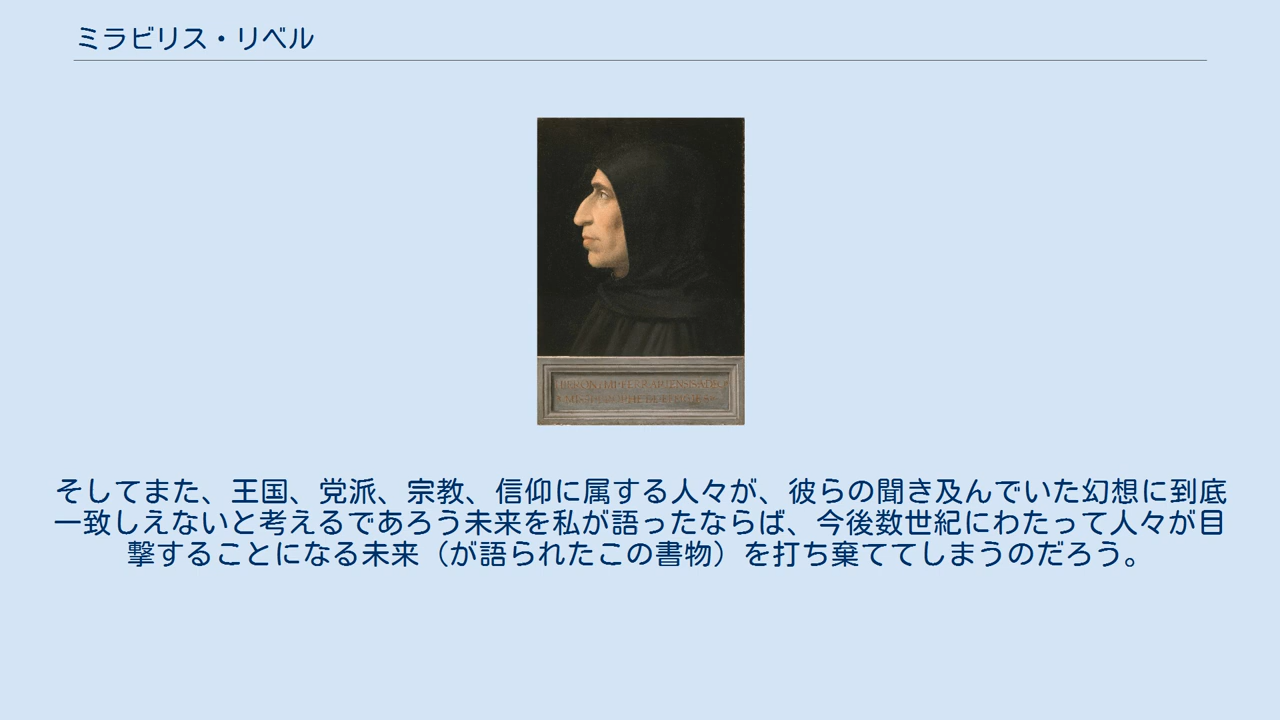 ミラビリス・リベル
そしてまた、王国、党派、宗教、信仰に属する人々が、彼らの聞き及んでいた幻想に到底
一致しえないと考えるであろう未来を私が語ったならば、今後数世紀にわたって人々が目
撃することになる未来（が語られたこの書物）を打ち棄ててしまうのだろう。